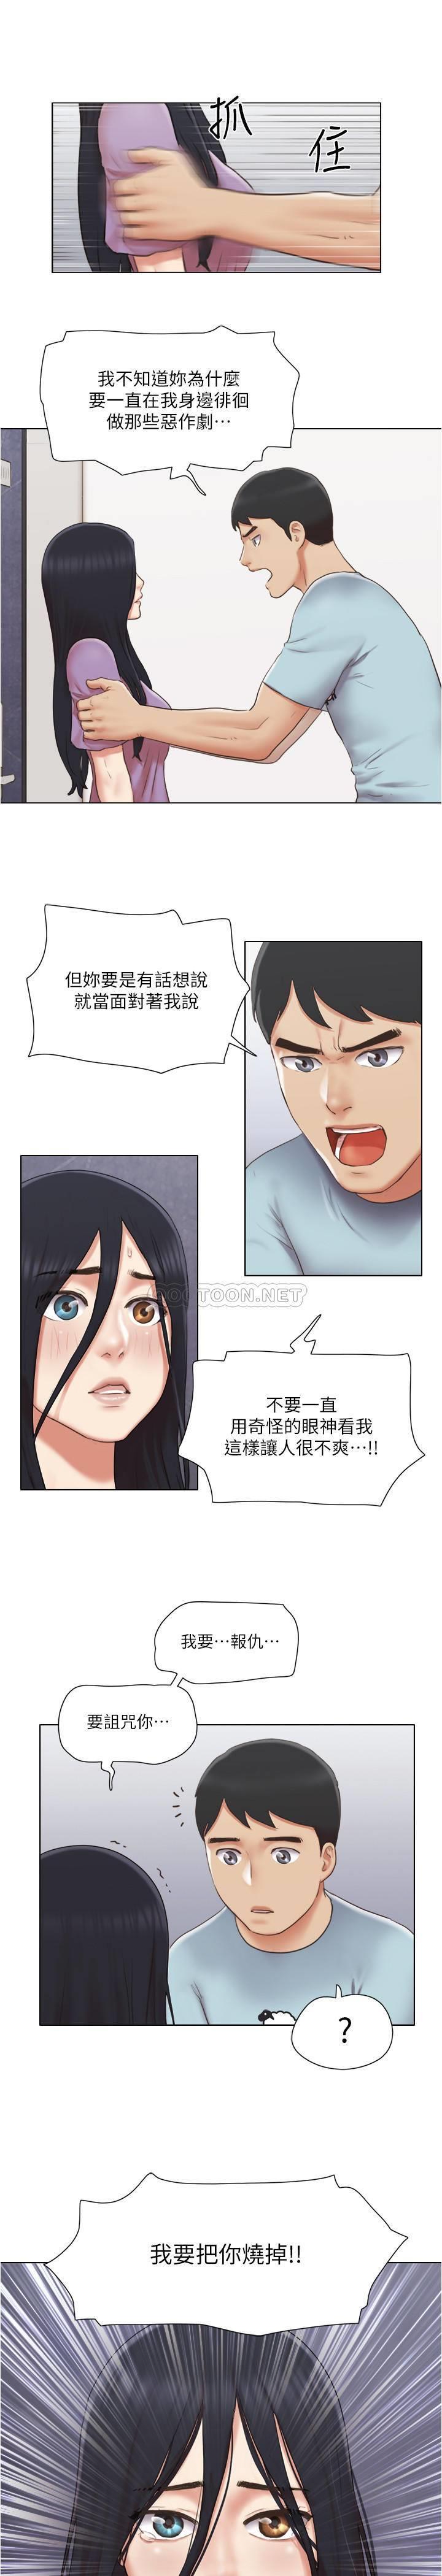 抓
住
我不知道妳為什麼
要一直在我身邊徘徊
做那些惡作劇⋯
但妳要是有話想說
就當面對著我說
TOPTOON.NET
不要一直
用奇怪的眼神看我
這樣讓人很不爽⋯!!
我要⋯報仇⋯
要詛咒你⋯
?
我要把你燒掉!!